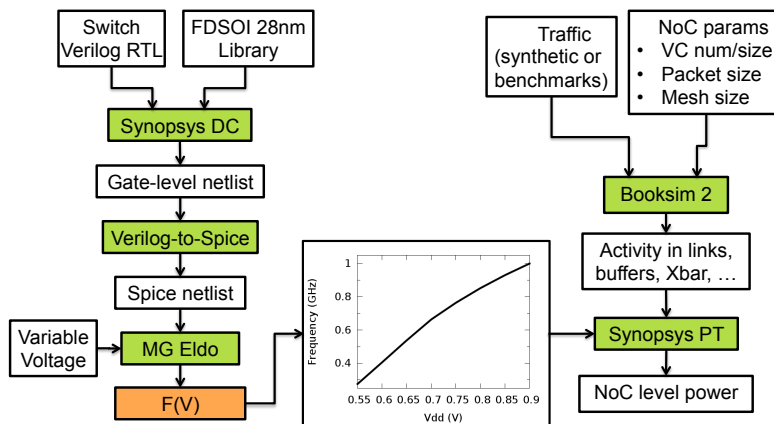 Switch
Verilog RTL
FDSOI 28nm
Library
Synopsys DC
Gate-level netlist
Verilog-to-Spice
Spice netlist
Variable
Voltage
MG Eldo
F(V)
Frequency (GHz)
1
0.8
0.6
0.4
0.55 0.6 0.65 0.7 0.75 0.8 0.85 0.9
Vdd (V)
Traffic
(synthetic or
benchmarks)
NoC params
• VC num/size
• Packet size
• Mesh size
Booksim 2
Activity in links,
buffers, Xbar, …
Synopsys PT
NoC level power